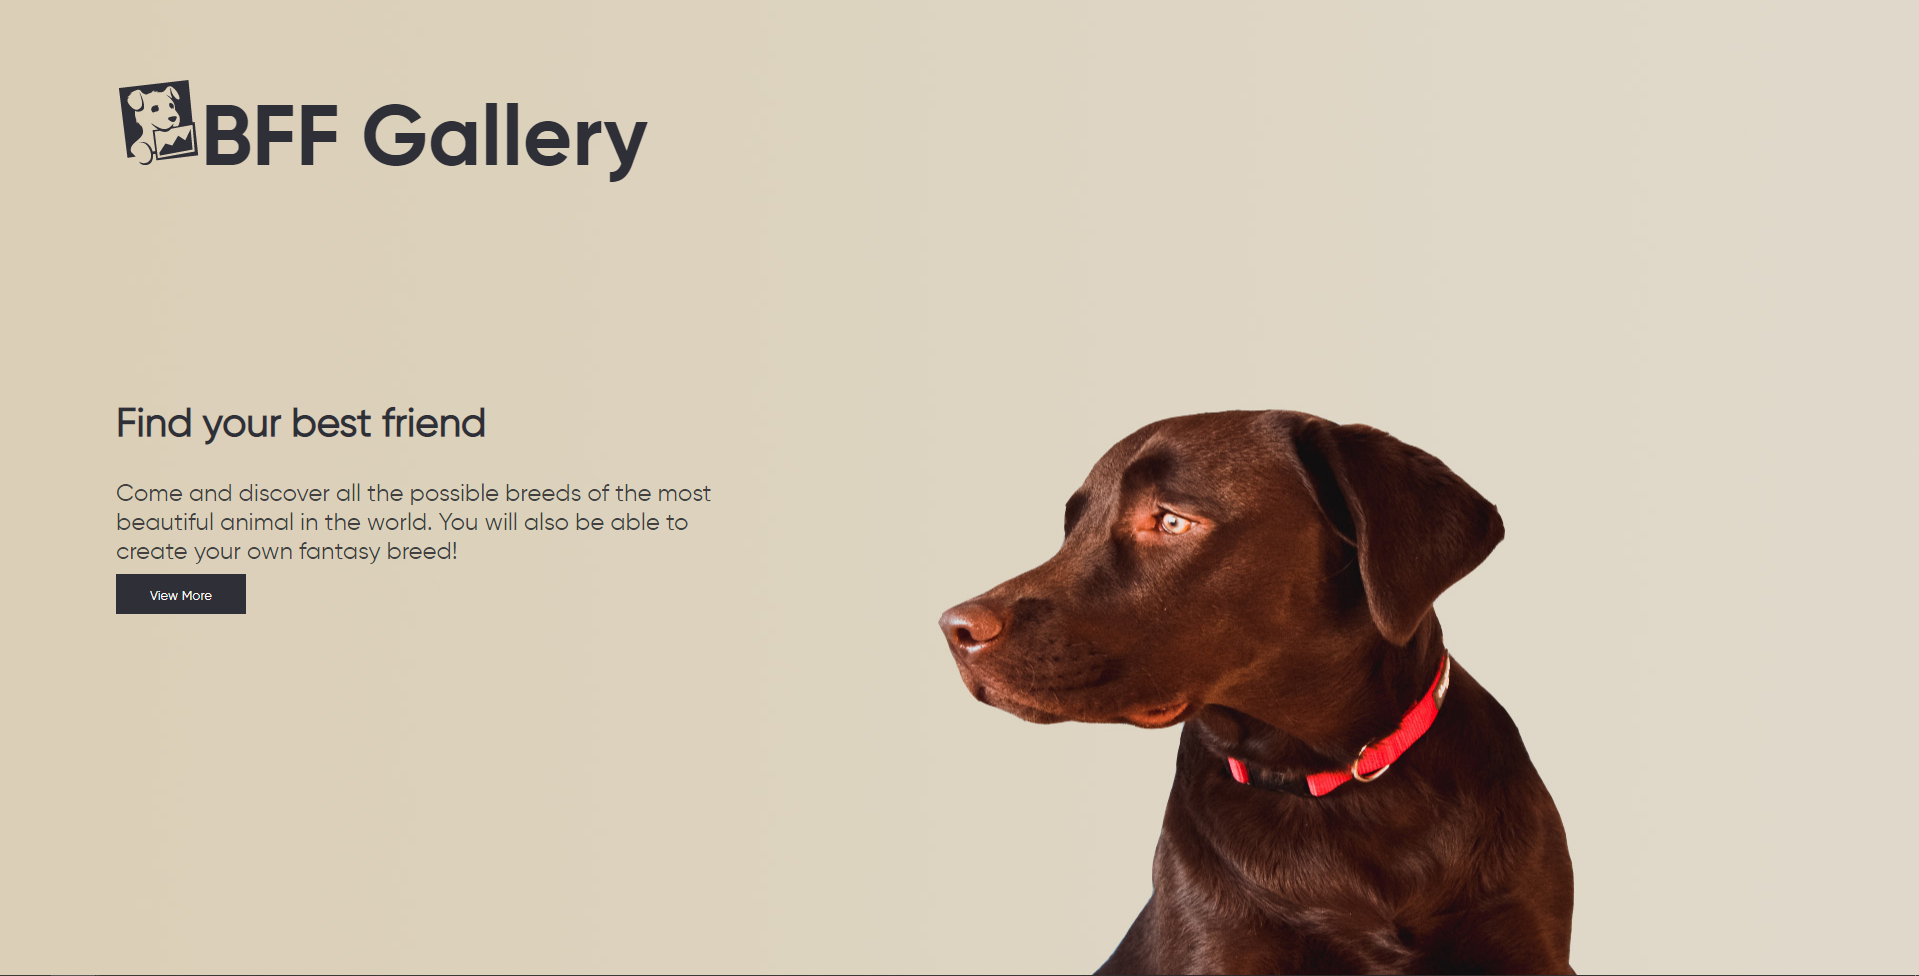 BFF Gallery
Find your best friend
Come and discover all the possible breeds of the most
beautiful animal in the world. You will also be able to
create your own fantasy breed!
View More